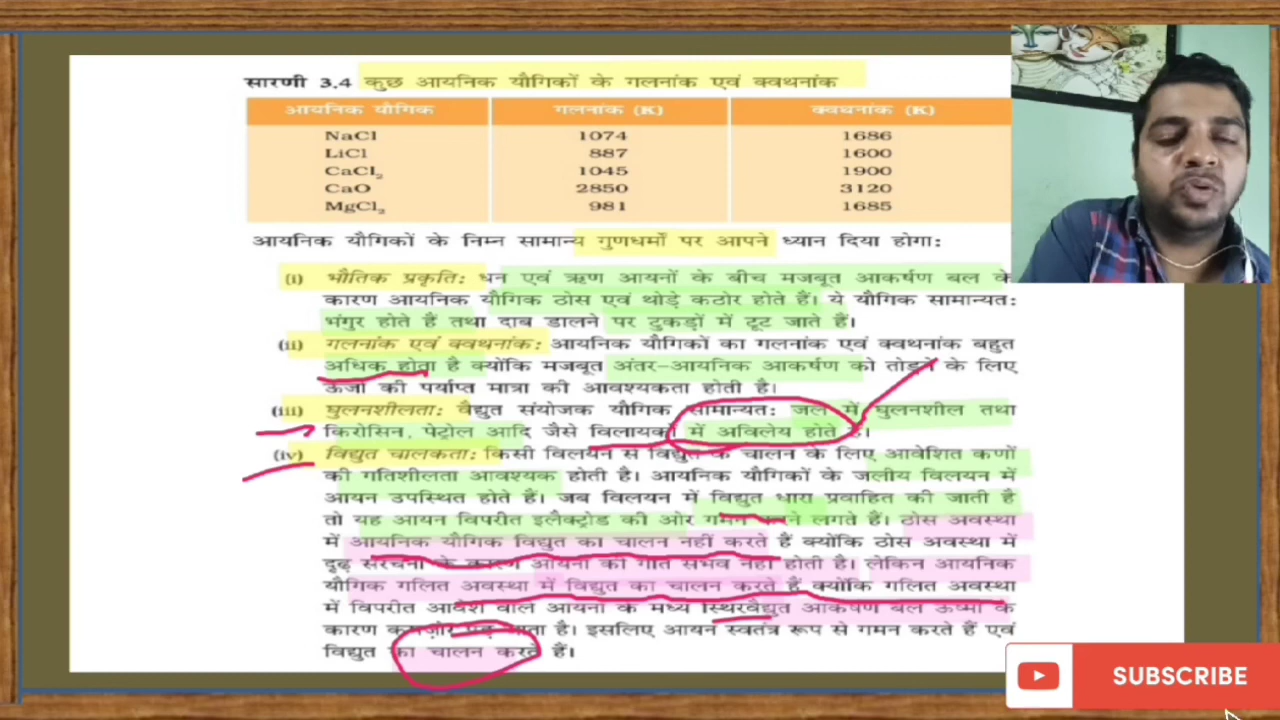 सारणी 3.4 कुछ आयनिक यौगिकों के गलनांक एवं क्वथनांक
आयनिक यौगिक गलनांक (K) क्वथनांक (K)
NaCl 1074 1686
LiCl 887 1600
CaCl₂ 1045 1900
CaO 2850 3120
MgCl₂ 981 1685
आयनिक यौगिकों के निम्न सामान्य गुणधर्मों पर आपने ध्यान दिया होगा:
(i) भौतिक प्रकृति: धन एवं ऋण आयनों के बीच मजबूत आकर्षण बल के
कारण आयनिक यौगिक ठोस एवं थोड़े कठोर होते हैं। ये यौगिक सामान्यत:
भंगुर होते हैं तथा दाब डालने पर टुकड़ों में टूट जाते हैं।
(ii) गलनांक एवं क्वथनांक: आयनिक यौगिकों का गलनांक एवं क्वथनांक बहुत
अधिक होता है क्योंकि मजबूत अंतर-आयनिक आकर्षण को तोड़ने के लिए
ऊर्जा की पर्याप्त मात्रा की आवश्यकता होती है।
(iii) घुलनशीलता: वैद्युत संयोजक यौगिक सामान्यत: जल में घुलनशील तथा
किरोसिन, पेट्रोल आदि जैसे विलायकों में अविलेय होते हैं।
(iv) विद्युत चालकता: किसी विलयन से विद्युत के चालन के लिए आवेशित कणों
की गतिशीलता आवश्यक होती है। आयनिक यौगिकों के जलीय विलयन में
आयन उपस्थित होते हैं। जब विलयन में विद्युत धारा प्रवाहित की जाती है
तो यह आयन विपरीत इलैक्ट्रोड की ओर गमन करने लगते हैं। ठोस अवस्था
में आयनिक यौगिक विद्युत का चालन नहीं करते हैं क्योंकि ठोस अवस्था में
दृढ़ संरचना के कारण आयनों की गति संभव नहीं होती है। लेकिन आयनिक
यौगिक गलित अवस्था में विद्युत का चालन करते हैं क्योंकि गलित अवस्था
में विपरीत आवेश वाले आयनों के मध्य स्थिरवैद्युत आकर्षण बल ऊष्मा के
कारण कमज़ोर पड़ जाता है। इसलिए आयन स्वतंत्र रूप से गमन करते हैं एवं
विद्युत का चालन करते हैं।
SUBSCRIBE